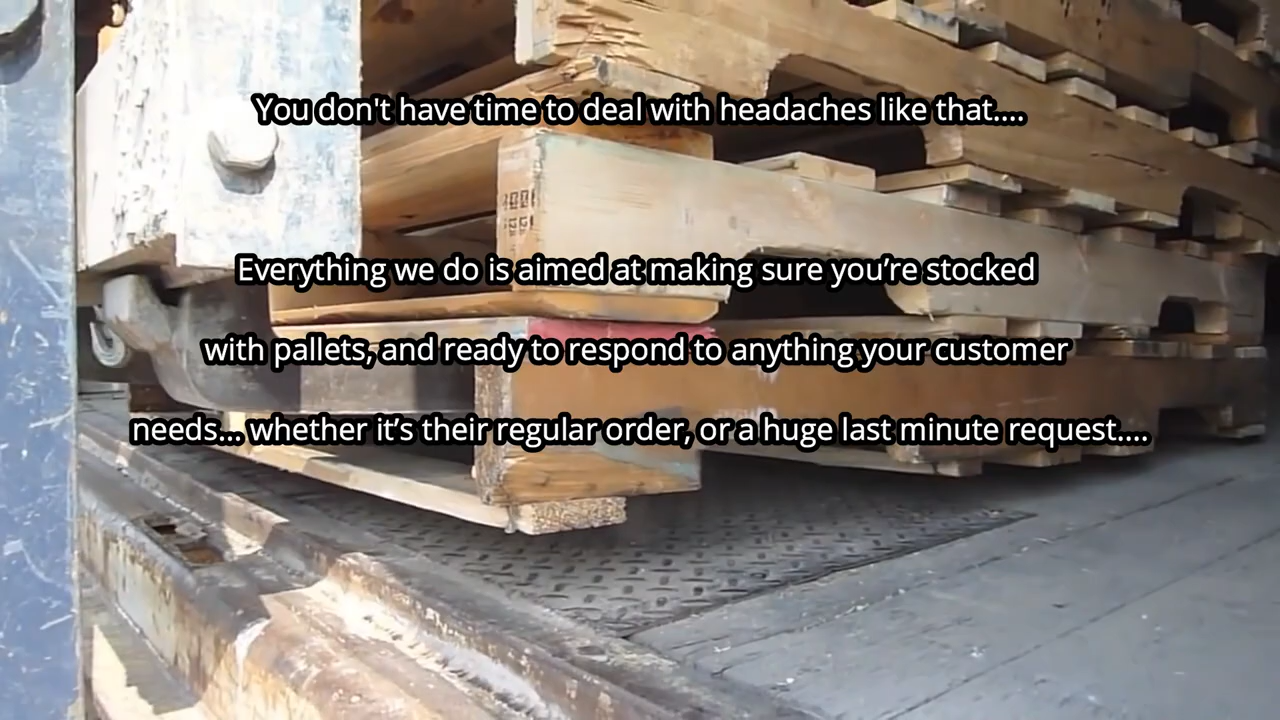 You don't have time to deal with headaches like that....
Everything we do is aimed at making sure you’re stocked
with pallets, and ready to respond to anything your customer
needs... whether it’s their regular order, or a huge last minute request....